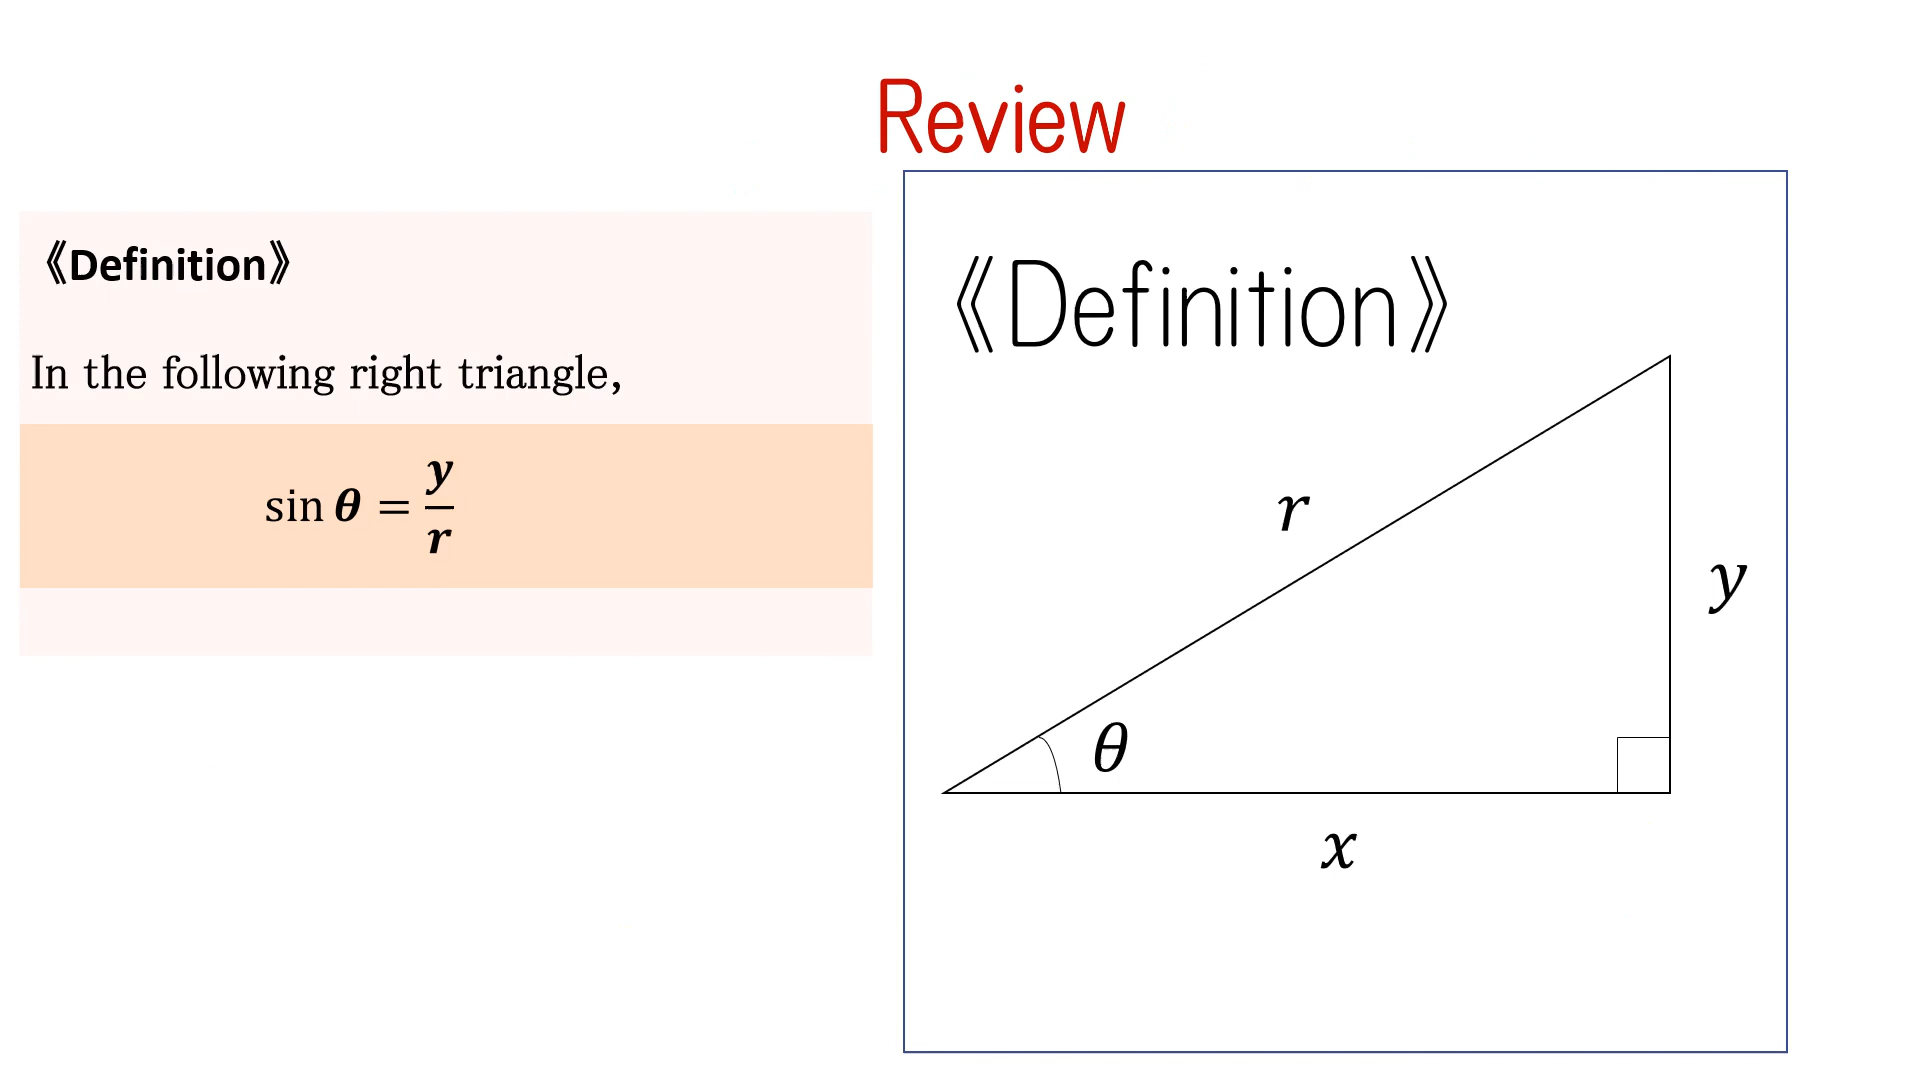 Review
《Definition》
In the following right triangle,
sin θ = y/r
《Definition》
r
y
θ
x